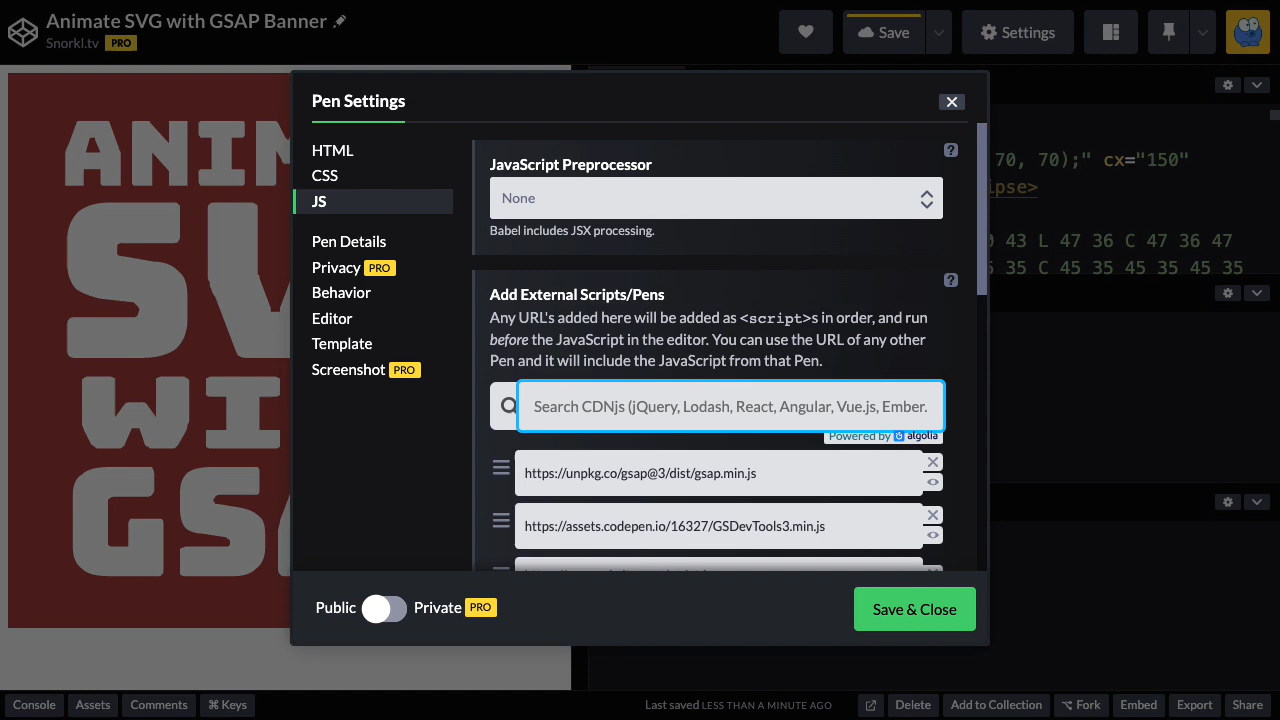 Animate SVG with GSAP Banner
Snorkl.tv PRO
Save
Settings
ANIM
SV
WI
GSA
Pen Settings
HTML
CSS
JS
Pen Details
Privacy PRO
Behavior
Editor
Template
Screenshot PRO
?
JavaScript Preprocessor
None
Babel includes JSX processing.
?
Add External Scripts/Pens
Any URL's added here will be added as <script>s in order, and run
before the JavaScript in the editor. You can use the URL of any other
Pen and it will include the JavaScript from that Pen.
Search CDNjs (jQuery, Lodash, React, Angular, Vue.js, Ember.
Powered by algolia
https://unpkg.co/gsap@3/dist/gsap.min.js
https://assets.codepen.io/16327/GSDevTools3.min.js
Public Private PRO
Save & Close
70, 70);" cx="150"
ipse>
0 43 L 47 36 C 47 36 47
35 C 45 35 45 35 45 35
Console
Assets
Comments
⌘ Keys
Last saved LESS THAN A MINUTE AGO
Delete
Add to Collection
⌥ Fork
Embed
Export
Share